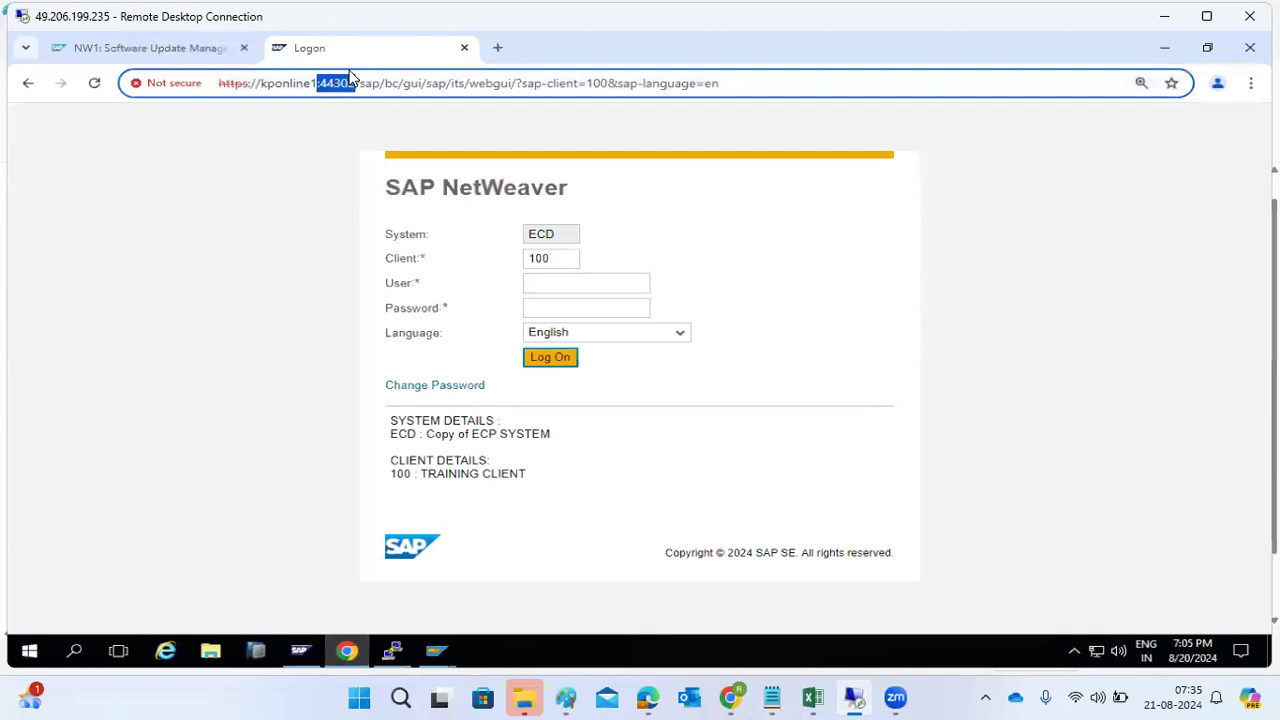 49.206.199.235 - Remote Desktop Connection
NW1: Software Update Manag
Logon
Not secure
https://kponline1:4430 /sap/bc/gui/sap/its/webgui/?sap-client=100&sap-language=en
SAP NetWeaver
System:
ECD
Client:*
100
User:*
Password:*
Language:
English
Log On
Change Password
SYSTEM DETAILS :
ECD : Copy of ECP SYSTEM
CLIENT DETAILS:
100 : TRAINING CLIENT
SAP
Copyright © 2024 SAP SE. All rights reserved.
ENG
IN
7:05 PM
8/20/2024
1
07:35
21-08-2024